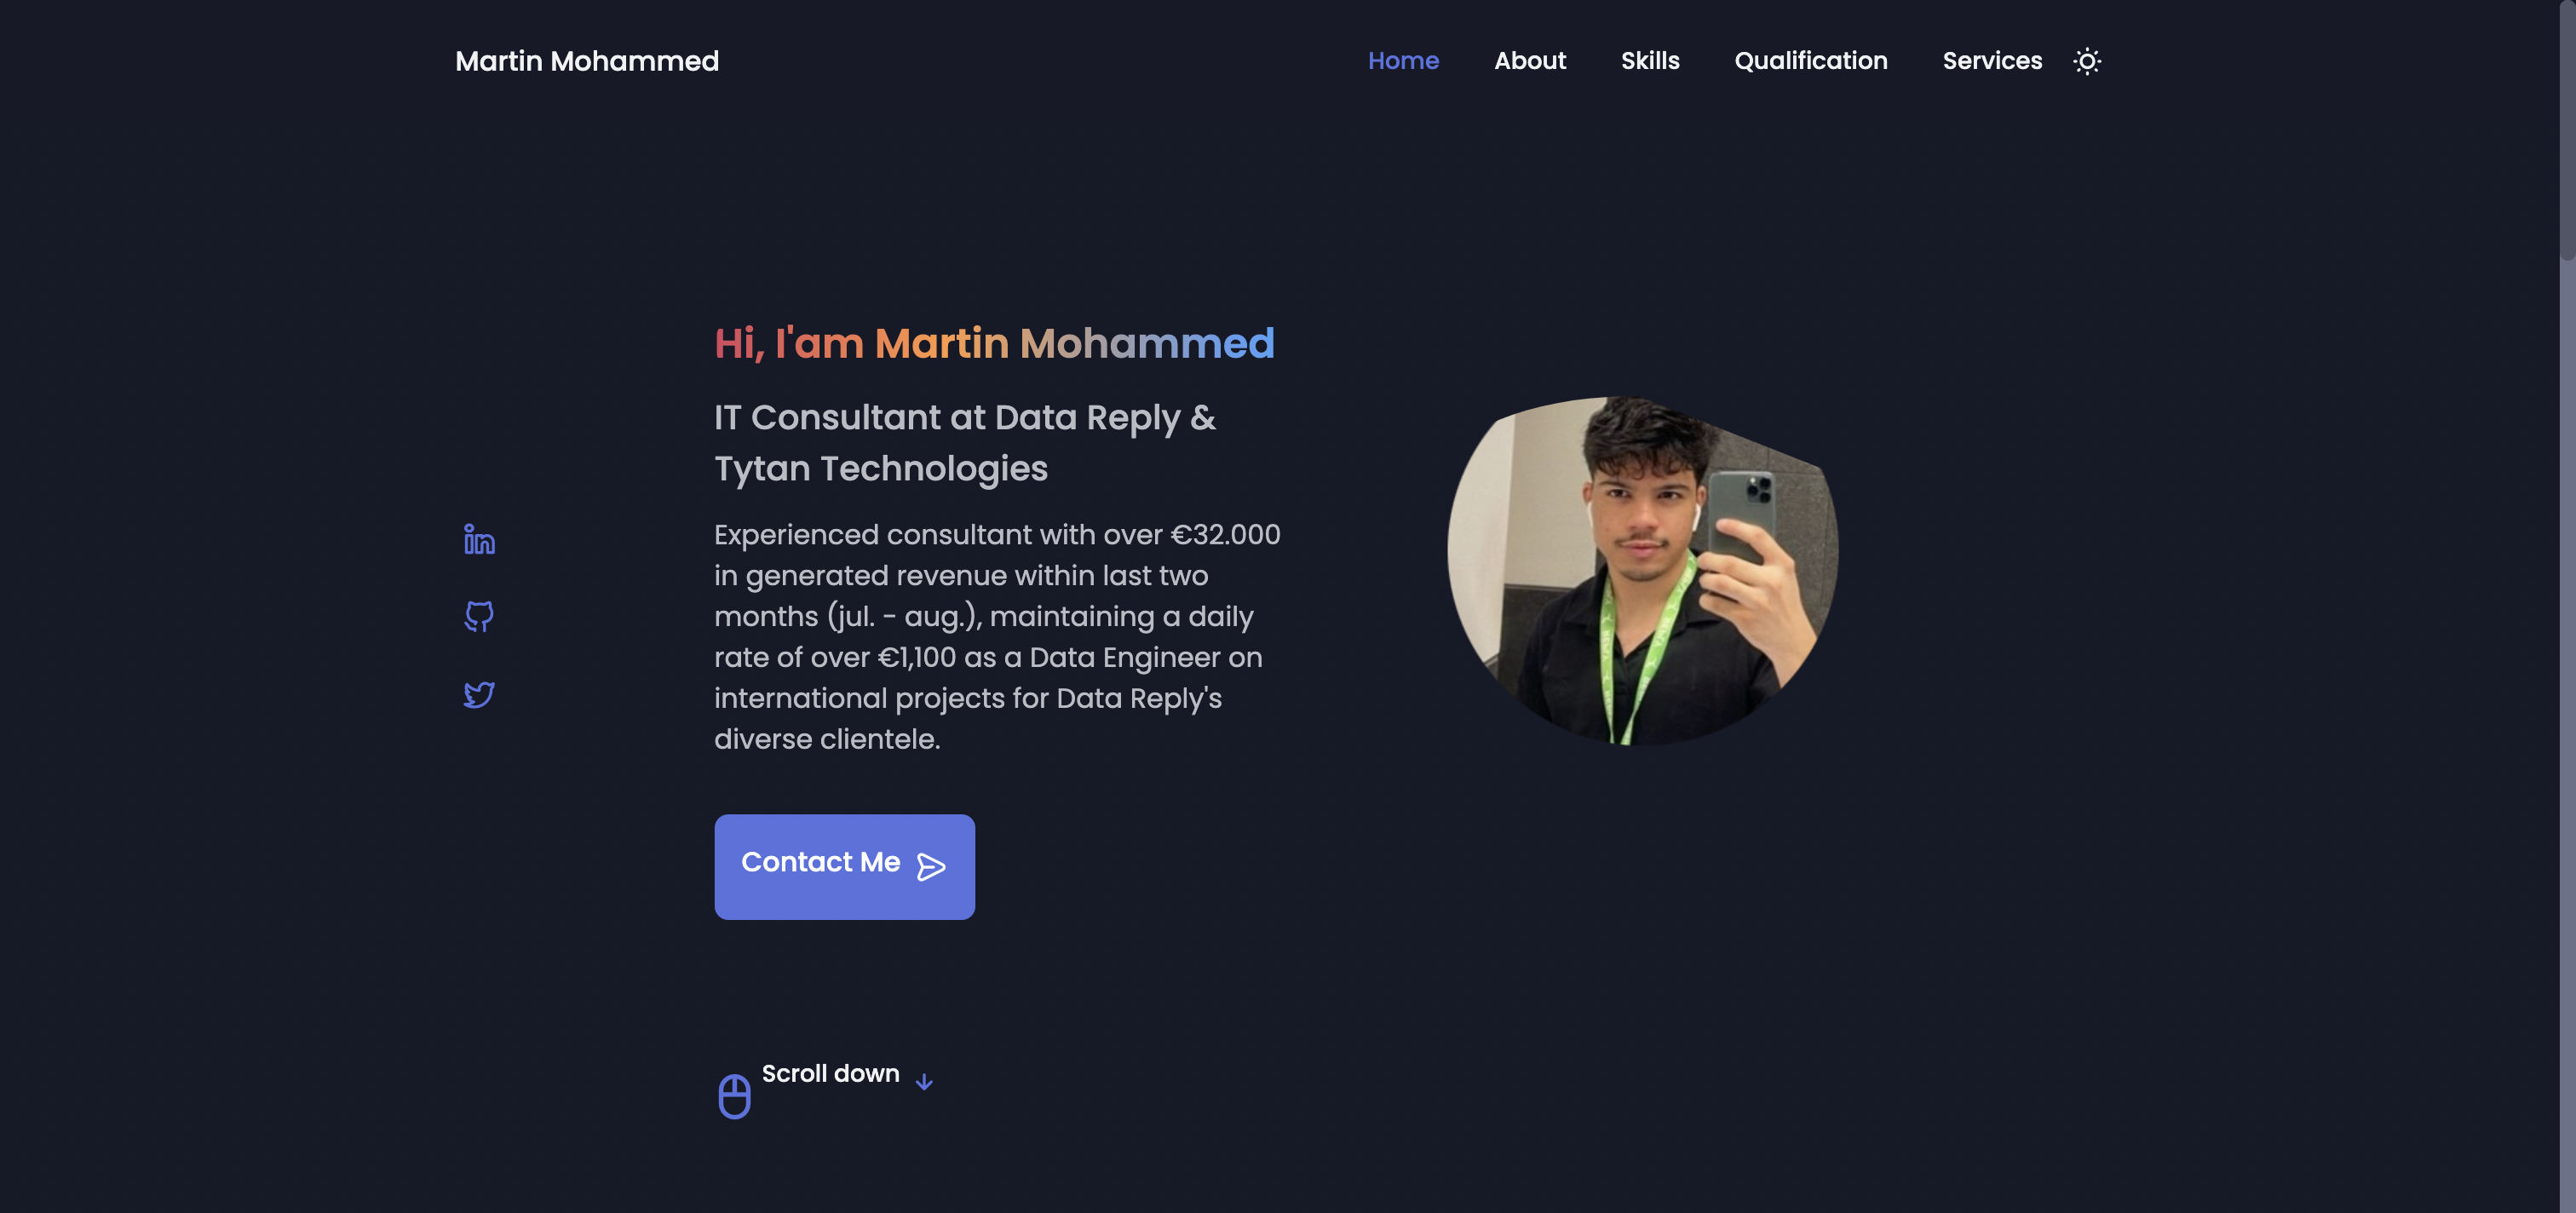 Martin Mohammed
Home About Skills Qualification Services
Hi, I'am Martin Mohammed
IT Consultant at Data Reply &
Tytan Technologies
Experienced consultant with over €32.000
in generated revenue within last two
months (jul. - aug.), maintaining a daily
rate of over €1,100 as a Data Engineer on
international projects for Data Reply's
diverse clientele.
Contact Me
Scroll down